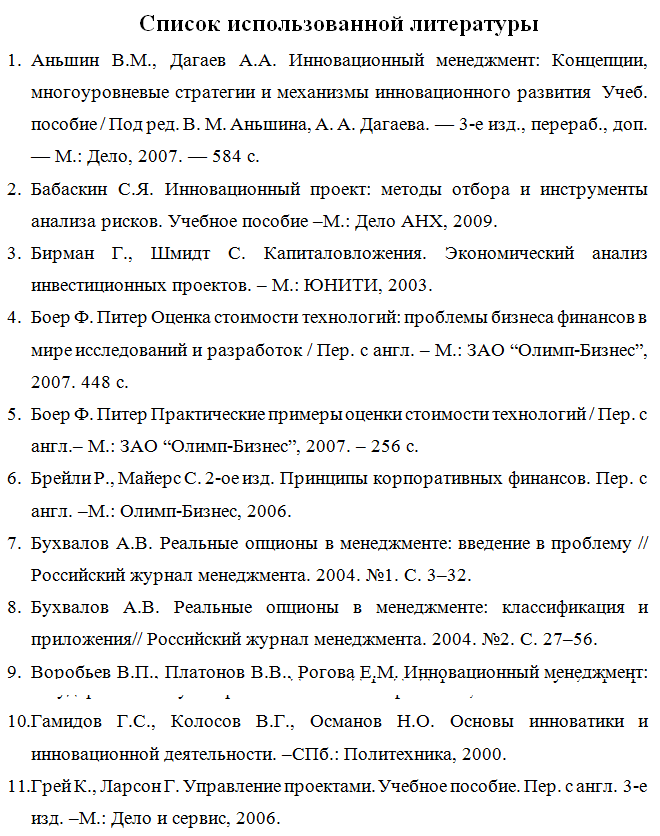 Список использованной литературы
1. Аньшин В.М., Дагаев А.А. Инновационный менеджмент: Концепции,
многоуровневые стратегии и механизмы инновационного развития Учеб.
пособие / Под ред. В. М. Аньшина, А. А. Дагаева. — 3-е изд., перераб., доп.
— М.: Дело, 2007. — 584 с.
2. Бабаскин С.Я. Инновационный проект: методы отбора и инструменты
анализа рисков. Учебное пособие –М.: Дело АНХ, 2009.
3. Бирман Г., Шмидт С. Капиталовложения. Экономический анализ
инвестиционных проектов. – М.: ЮНИТИ, 2003.
4. Боер Ф. Питер Оценка стоимости технологий: проблемы бизнеса финансов в
мире исследований и разработок / Пер. с англ. – М.: ЗАО “Олимп-Бизнес”,
2007. 448 с.
5. Боер Ф. Питер Практические примеры оценки стоимости технологий / Пер. с
англ.– М.: ЗАО “Олимп-Бизнес”, 2007. – 256 с.
6. Брейли Р., Майерс С. 2-ое изд. Принципы корпоративных финансов. Пер. с
англ. –М.: Олимп-Бизнес, 2006.
7. Бухвалов А.В. Реальные опционы в менеджменте: введение в проблему //
Российский журнал менеджмента. 2004. №1. С. 3–32.
8. Бухвалов А.В. Реальные опционы в менеджменте: классификация и
приложения// Российский журнал менеджмента. 2004. №2. С. 27–56.
9. Воробьев В.П., Платонов В.В., Рогова Е.М. Инновационный менеджмент:
10.Гамидов Г.С., Колосов В.Г., Османов Н.О. Основы инноватики и
инновационной деятельности. –СПб.: Политехника, 2000.
11.Грей К., Ларсон Г. Управление проектами. Учебное пособие. Пер. с англ. 3-е
изд. –М.: Дело и сервис, 2006.